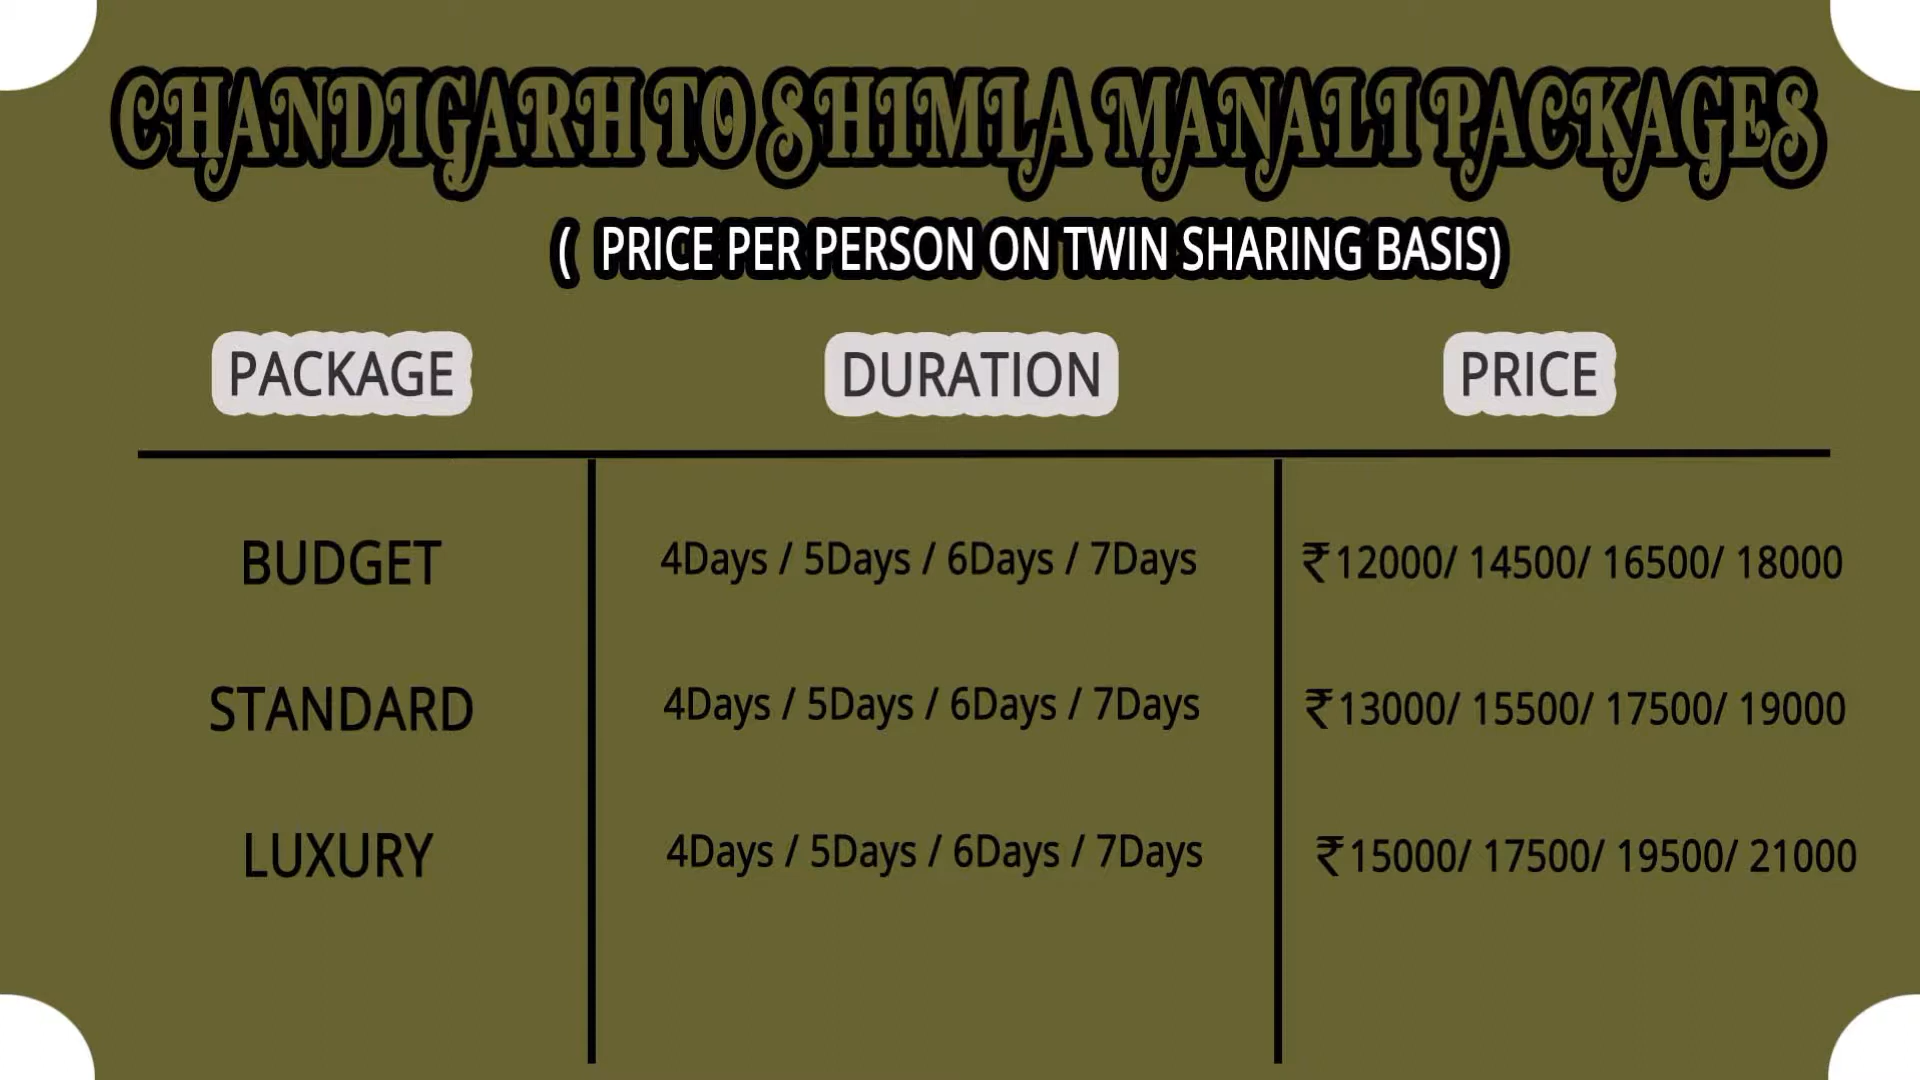 CHANDIGARH TO SHIMLA MANALI PACKAGES
( PRICE PER PERSON ON TWIN SHARING BASIS)
PACKAGE DURATION PRICE
BUDGET 4Days / 5Days / 6Days / 7Days ₹12000/ 14500/ 16500/ 18000
STANDARD 4Days / 5Days / 6Days / 7Days ₹13000/ 15500/ 17500/ 19000
LUXURY 4Days / 5Days / 6Days / 7Days ₹15000/ 17500/ 19500/ 21000